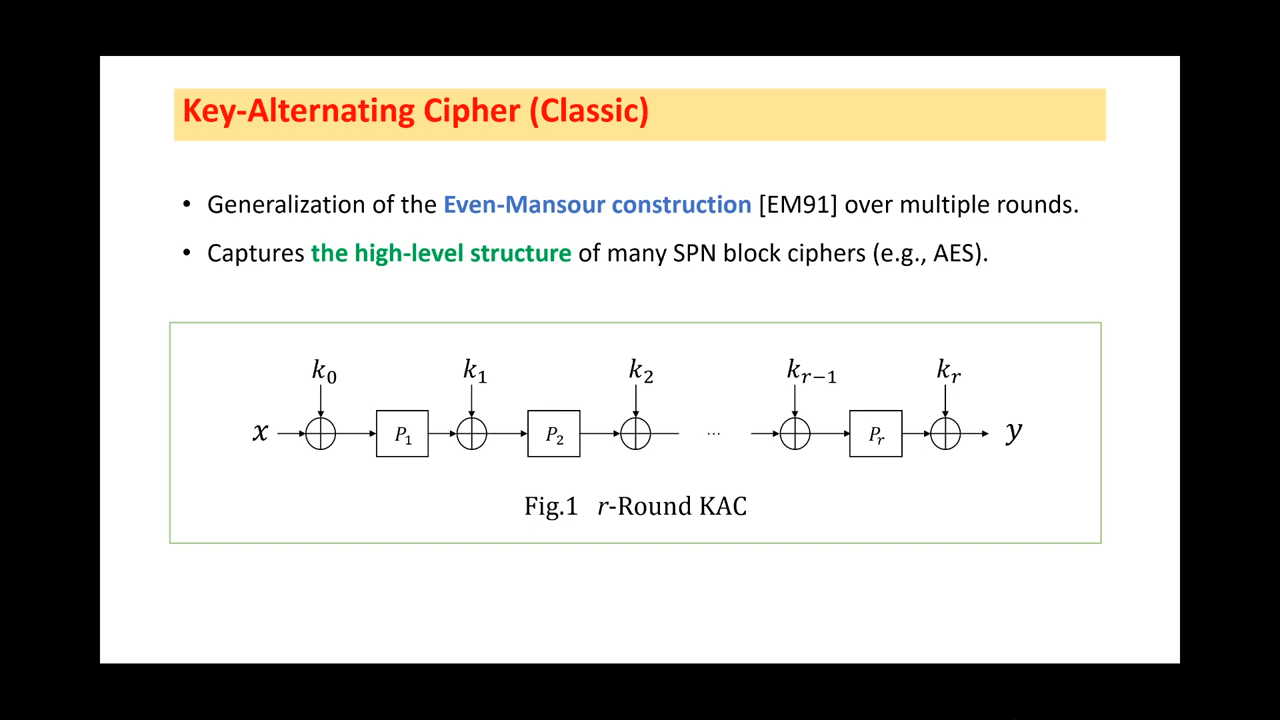 Key-Alternating Cipher (Classic)
• Generalization of the Even-Mansour construction [EM91] over multiple rounds.
• Captures the high-level structure of many SPN block ciphers (e.g., AES).
k₀ k₁ k₂ kᵣ₋₁ kᵣ
x P₁ P₂ ... Pᵣ y
Fig.1 r-Round KAC